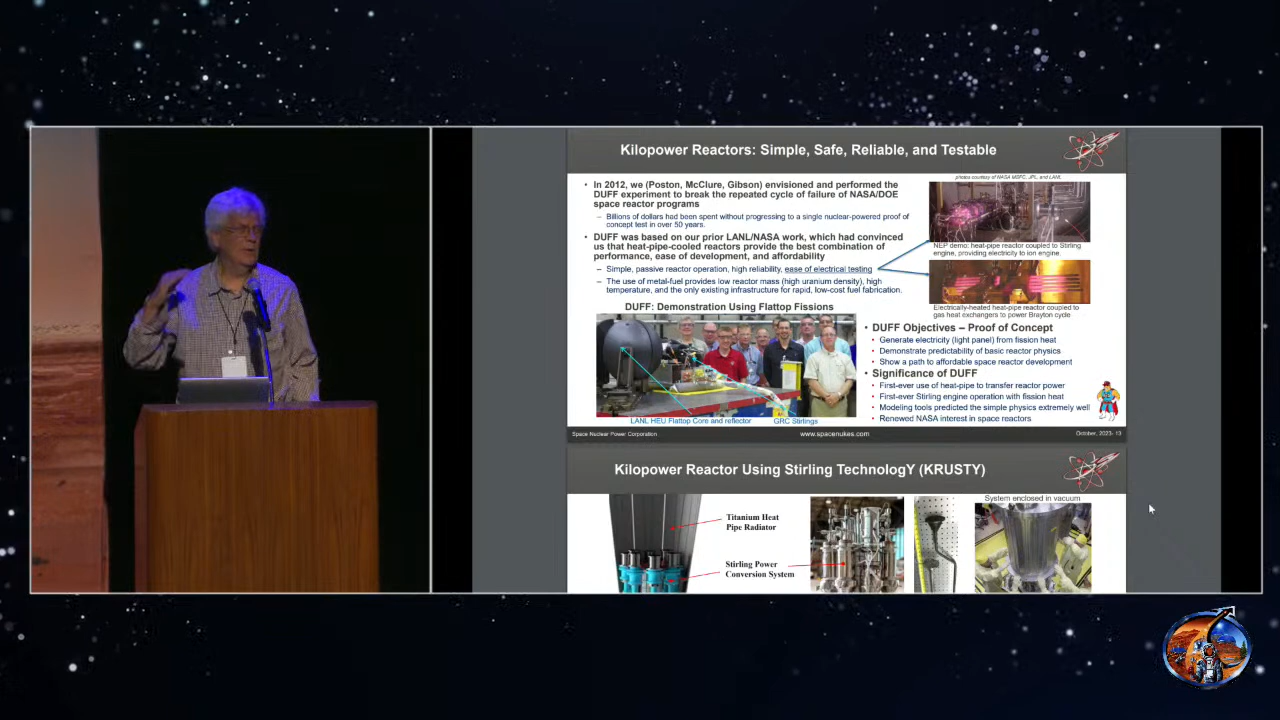 Kilopower Reactors: Simple, Safe, Reliable, and Testable
photos courtesy of NASA MSFC, JPL, and LANL
• In 2012, we (Poston, McClure, Gibson) envisioned and performed the
DUFF experiment to break the repeated cycle of failure of NASA/DOE
space reactor programs
– Billions of dollars had been spent without progressing to a single nuclear-powered proof of
concept test in over 50 years.
• DUFF was based on our prior LANL/NASA work, which had convinced
us that heat-pipe-cooled reactors provide the best combination of
performance, ease of development, and affordability
– Simple, passive reactor operation, high reliability, ease of electrical testing
– The use of metal-fuel provides low reactor mass (high uranium density), high
temperature, and the only existing infrastructure for rapid, low-cost fuel fabrication.
NEP demo: heat-pipe reactor coupled to Stirling
engine, providing electricity to ion engine.
Electrically-heated heat-pipe reactor coupled to
gas heat exchangers to power Brayton cycle
DUFF: Demonstration Using Flattop Fissions
LANL HEU Flattop Core and reflector
GRC Stirlings
• DUFF Objectives – Proof of Concept
• Generate electricity (light panel) from fission heat
• Demonstrate predictability of basic reactor physics
• Show a path to affordable space reactor development
• Significance of DUFF
• First-ever use of heat-pipe to transfer reactor power
• First-ever Stirling engine operation with fission heat
• Modeling tools predicted the simple physics extremely well
• Renewed NASA interest in space reactors
Space Nuclear Power Corporation
www.spacenukes.com
October, 2023- 13
Kilopower Reactor Using Stirling TechnologY (KRUSTY)
System enclosed in vacuum
Titanium Heat
Pipe Radiator
Stirling Power
Conversion System